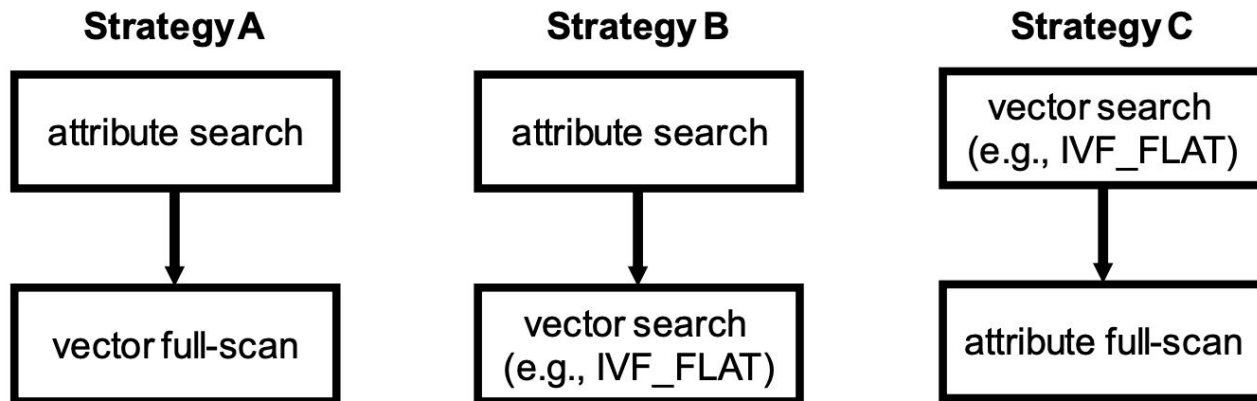 Strategy A
attribute search
vector full-scan
Strategy B
attribute search
vector search
(e.g., IVF_FLAT)
Strategy C
vector search
(e.g., IVF_FLAT)
attribute full-scan